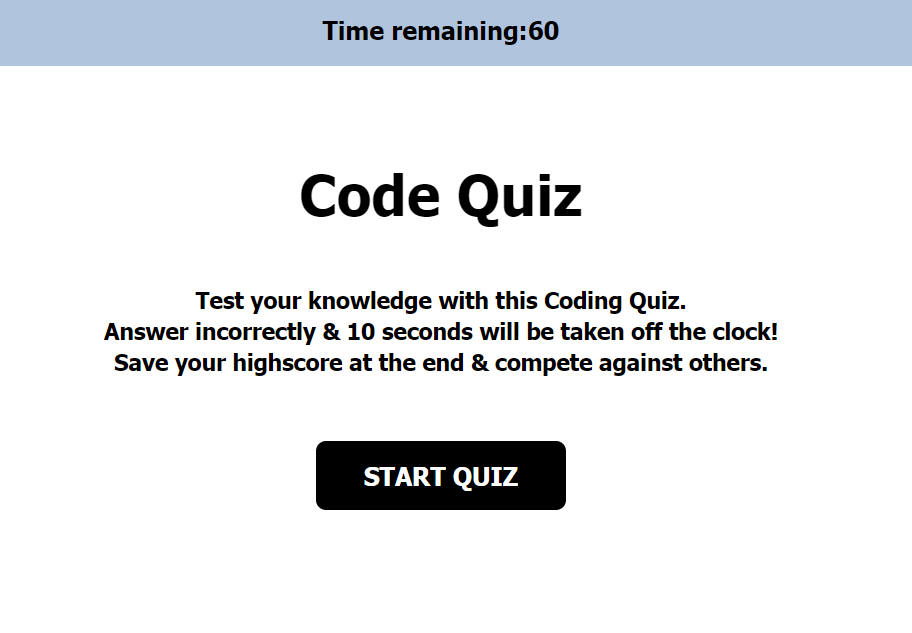 Time remaining:60
Code Quiz
Test your knowledge with this Coding Quiz.
Answer incorrectly & 10 seconds will be taken off the clock!
Save your highscore at the end & compete against others.
START QUIZ